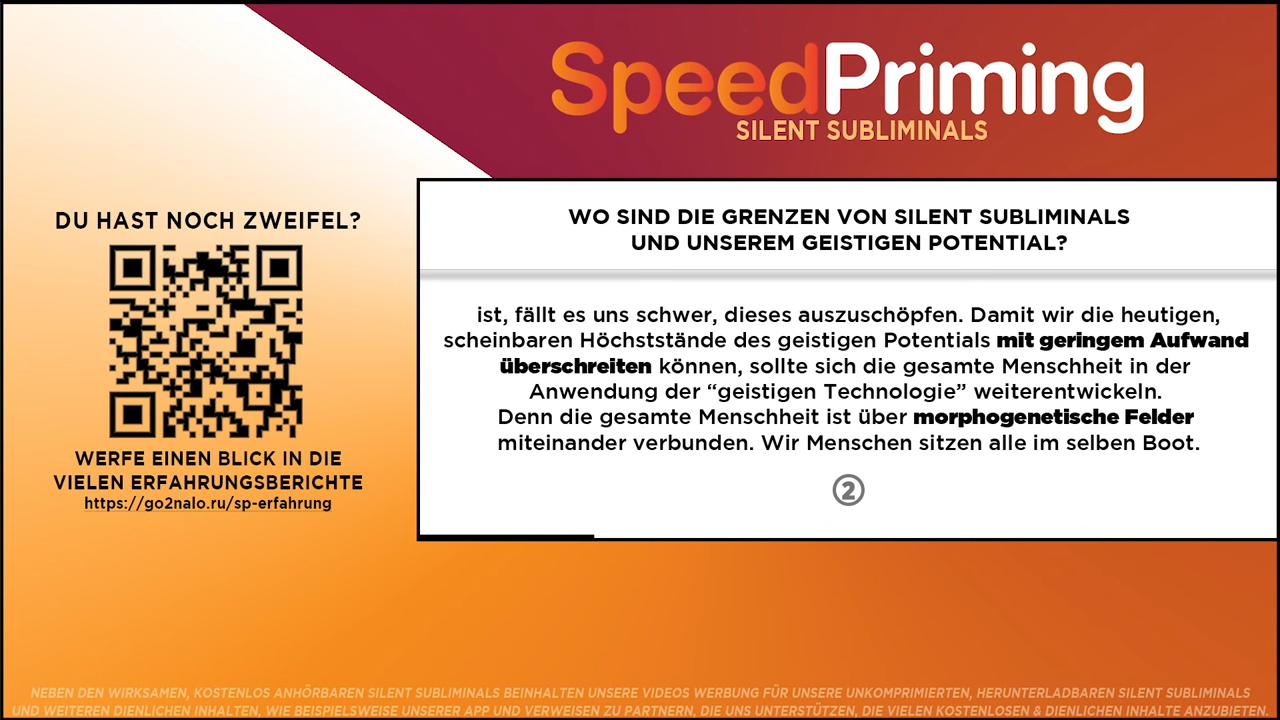 SpeedPriming
SILENT SUBLIMINALS
DU HAST NOCH ZWEIFEL?
WERFE EINEN BLICK IN DIE
VIELEN ERFAHRUNGSBERICHTE
https://go2nalo.ru/sp-erfahrung
WO SIND DIE GRENZEN VON SILENT SUBLIMINALS
UND UNSEREM GEISTIGEN POTENTIAL?
ist, fällt es uns schwer, dieses auszuschöpfen. Damit wir die heutigen,
scheinbaren Höchststände des geistigen Potentials mit geringem Aufwand
überschreiten können, sollte sich die gesamte Menschheit in der
Anwendung der “geistigen Technologie” weiterentwickeln.
Denn die gesamte Menschheit ist über morphogenetische Felder
miteinander verbunden. Wir Menschen sitzen alle im selben Boot.
②
NEBEN DEN WIRKSAMEN, KOSTENLOS ANHÖRBAREN SILENT SUBLIMINALS BEINHALTEN UNSERE VIDEOS WERBUNG FÜR UNSERE UNKOMPRIMIERTEN, HERUNTERLADBAREN SILENT SUBLIMINALS
UND WEITEREN DIENLICHEN INHALTEN, WIE BEISPIELSWEISE UNSERER APP UND VERWEISEN ZU PARTNERN, DIE UNS UNTERSTÜTZEN, DIE VIELEN KOSTENLOSEN & DIENLICHEN INHALTE ANZUBIETEN.